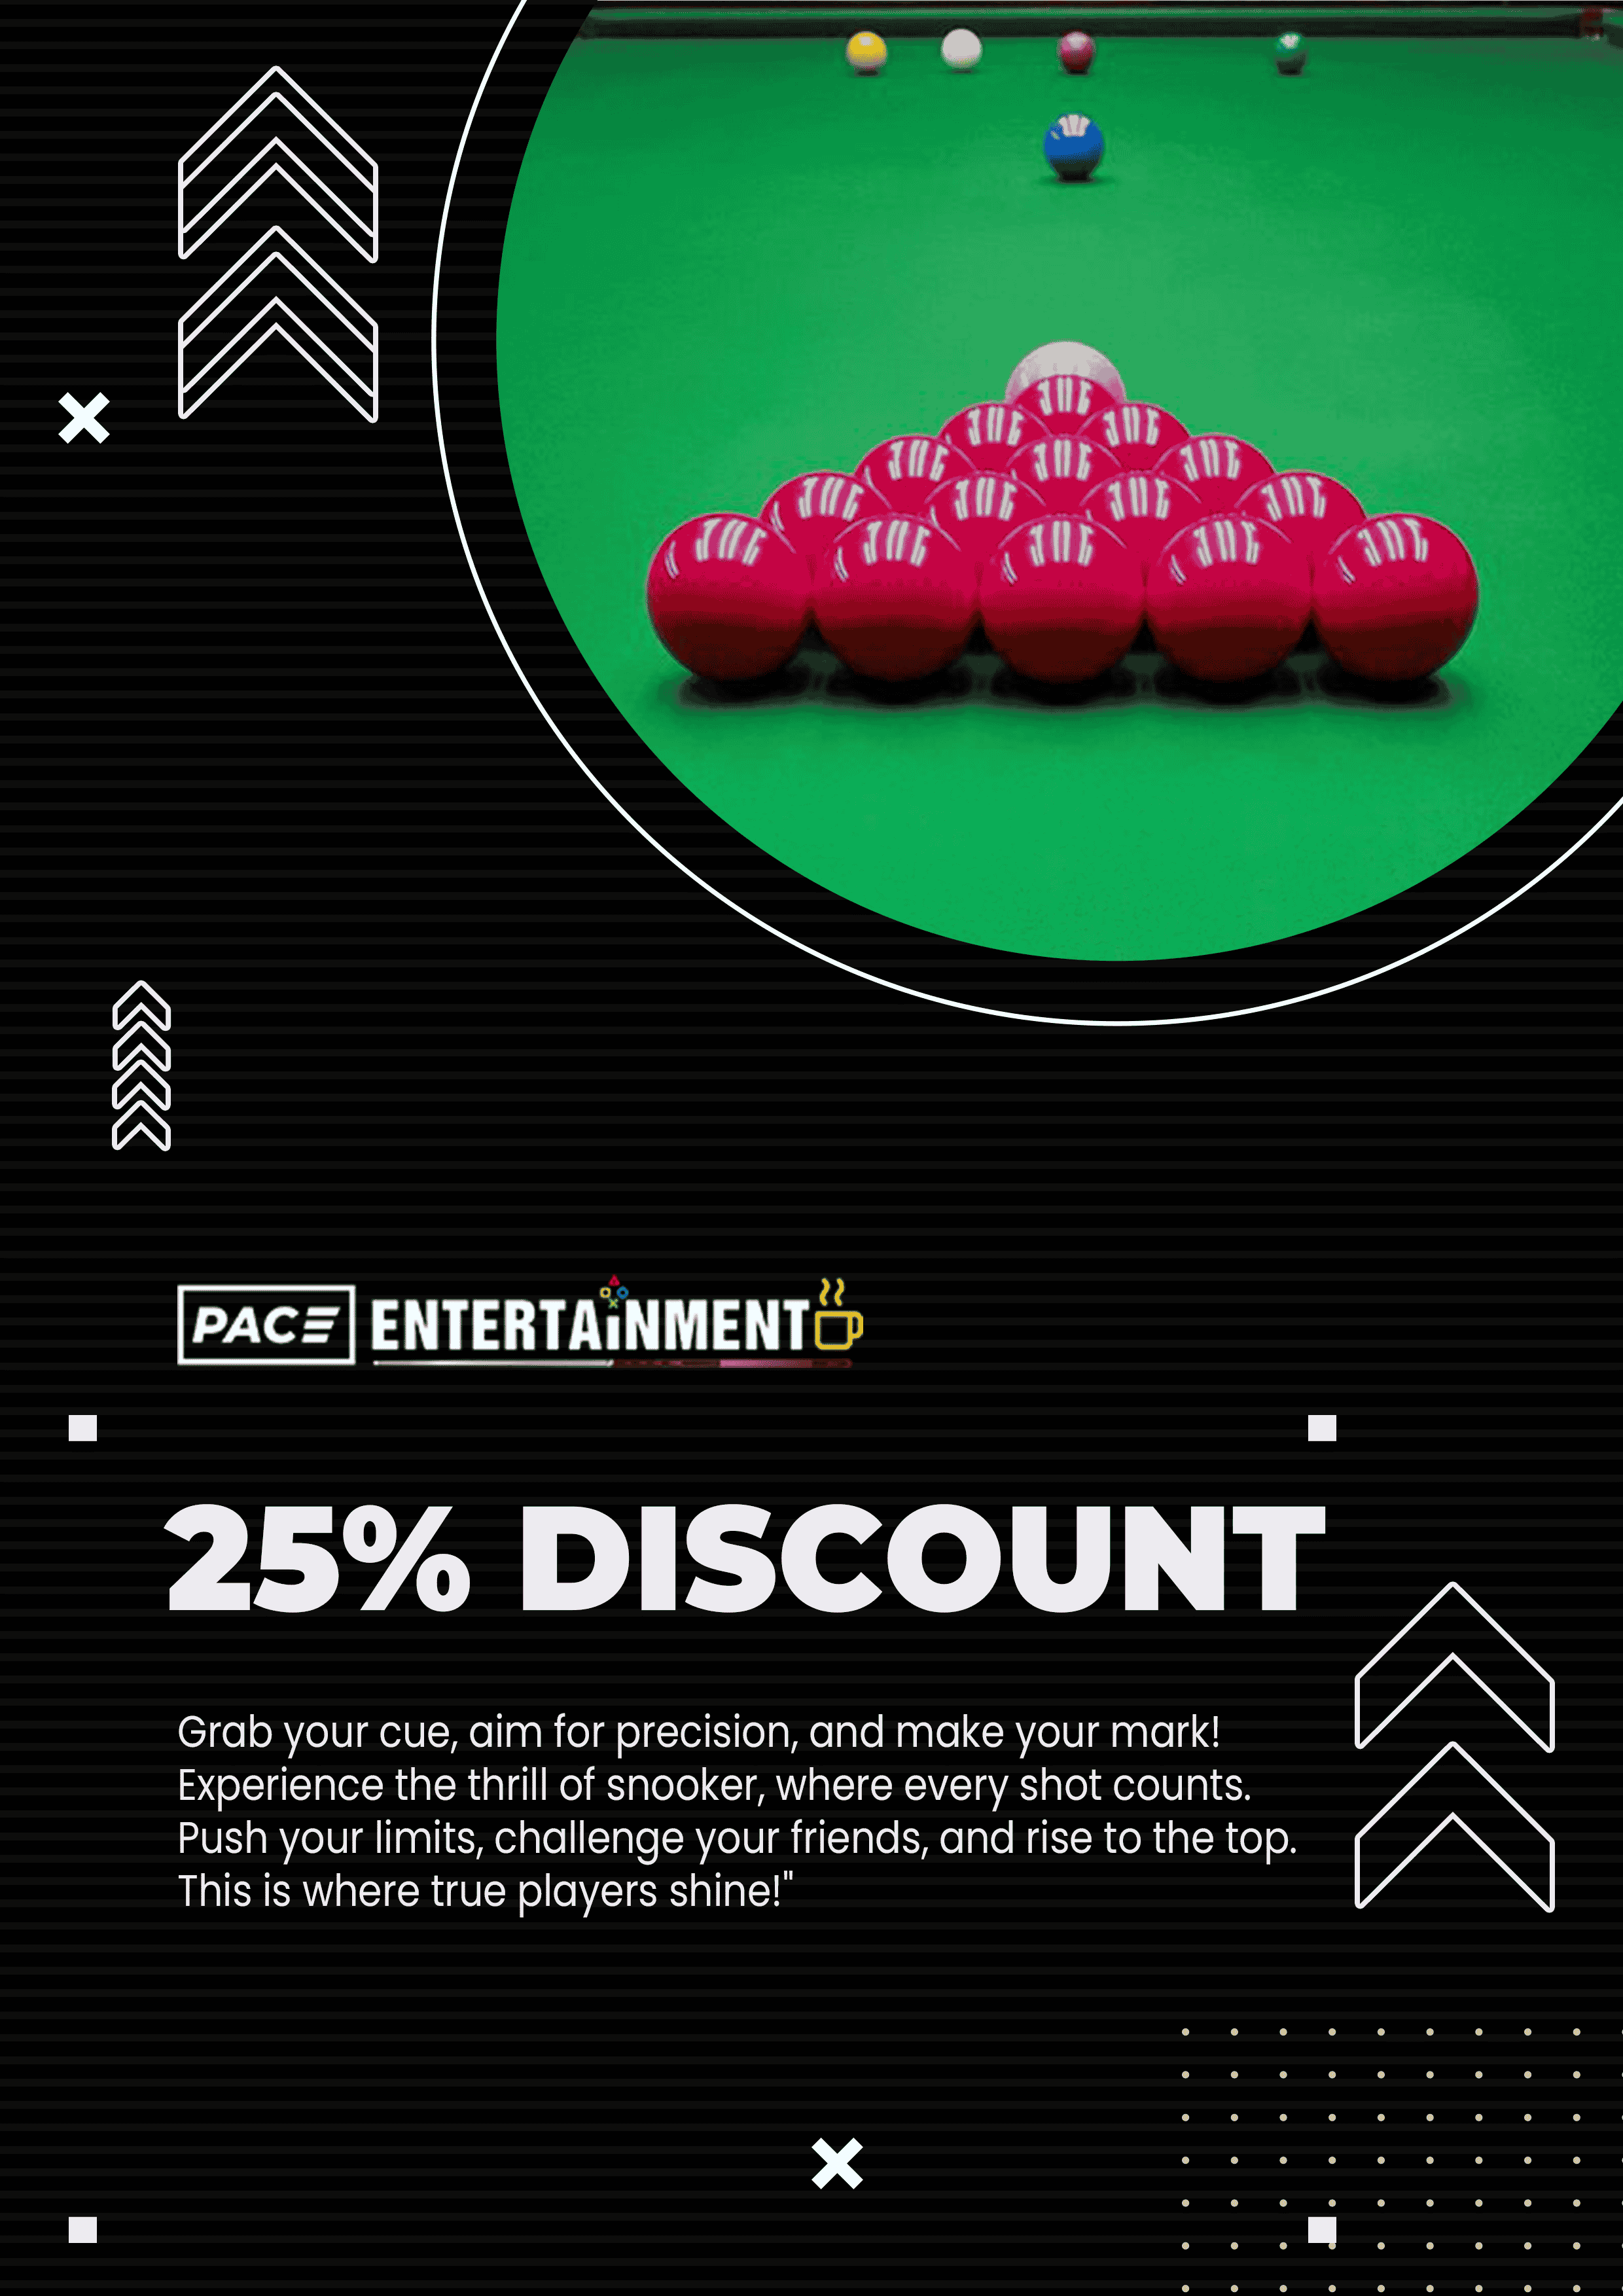 PACE ENTERTAiNMENT
25% DISCOUNT
Grab your cue, aim for precision, and make your mark!
Experience the thrill of snooker, where every shot counts.
Push your limits, challenge your friends, and rise to the top.
This is where true players shine!"